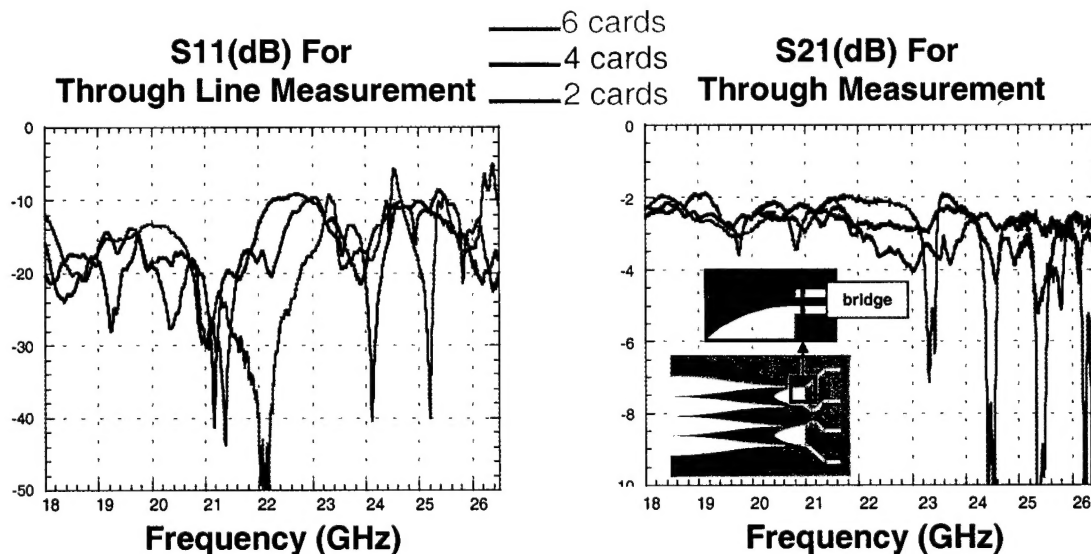 6 cards
4 cards
2 cards
S11(dB) For
Through Line Measurement
0
-10
-20
-30
-40
-50
18 19 20 21 22 23 24 25 26
Frequency (GHz)
S21(dB) For
Through Measurement
0
-2
-4
-6
-8
10
bridge
18 19 20 21 22 23 24 25 26
Frequency (GHz)